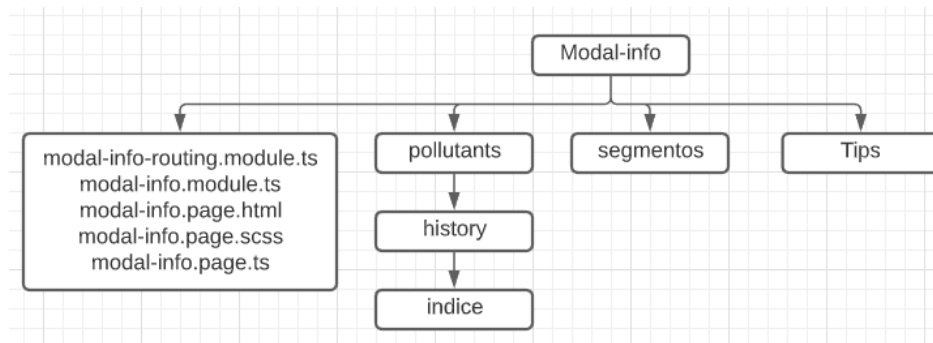 Modal-info
modal-info-routing.module.ts
modal-info.module.ts
modal-info.page.html
modal-info.page.scss
modal-info.page.ts
pollutants
segmentos
Tips
history
indice